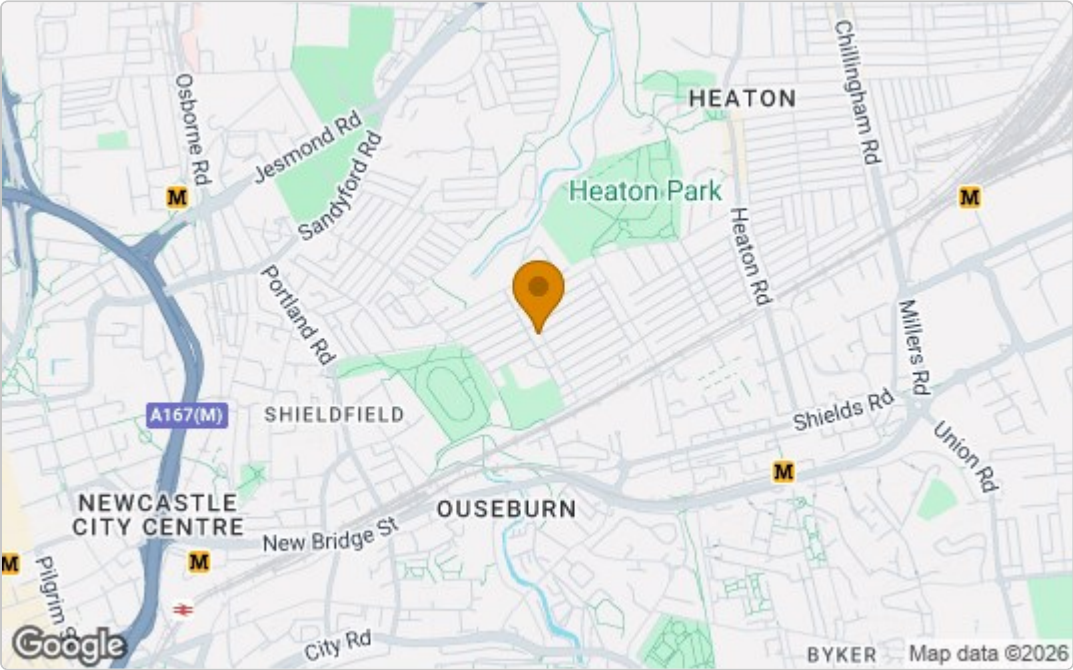 Osborne Rd
Jesmond Rd
Sandyford Rd
Chillingham Rd
HEATON
M
M
Heaton Park
Heaton Rd
Portland Rd
Millers Rd
A167(M)
SHIELDFIELD
Shields Rd
Union Rd
M
NEWCASTLE
CITY CENTRE
OUSEBURN
New Bridge St
M
M
Pilgrim S
City Rd
BYKER
Google
Map data ©2026